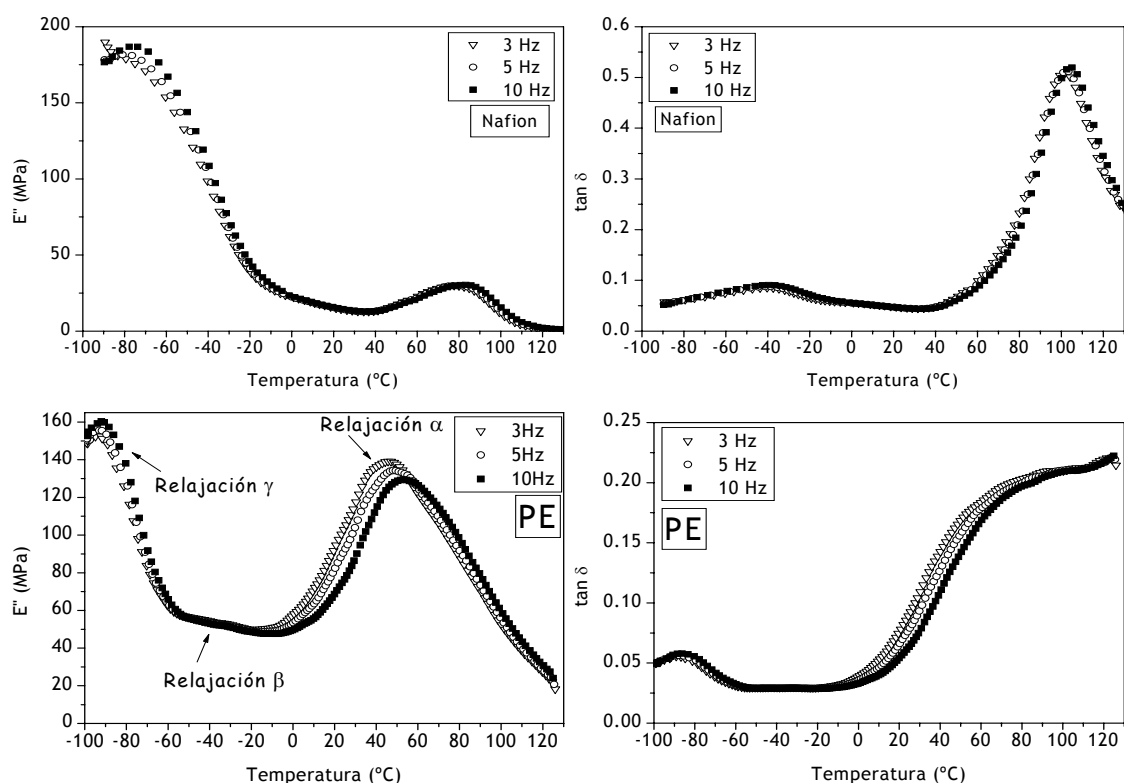 200
150
100
50
0
E" (MPa)
3 Hz
5 Hz
10 Hz
Nafion
-100 -80 -60 -40 -20 0 20 40 60 80 100 120
Temperatura (ºC)
0.6
0.5
0.4
0.3
0.2
0.1
0.0
tan δ
3 Hz
5 Hz
10 Hz
Nafion
-100 -80 -60 -40 -20 0 20 40 60 80 100 120
Temperatura (ºC)
160
140
120
100
80
60
40
20
0
E" (MPa)
Relajación γ
Relajación β
Relajación α
3Hz
5Hz
10Hz
PE
-100 -80 -60 -40 -20 0 20 40 60 80 100 120
Temperatura (ºC)
0.25
0.20
0.15
0.10
0.05
0.00
tan δ
3 Hz
5 Hz
10 Hz
PE
-100 -80 -60 -40 -20 0 20 40 60 80 100 120
Temperatura (ºC)